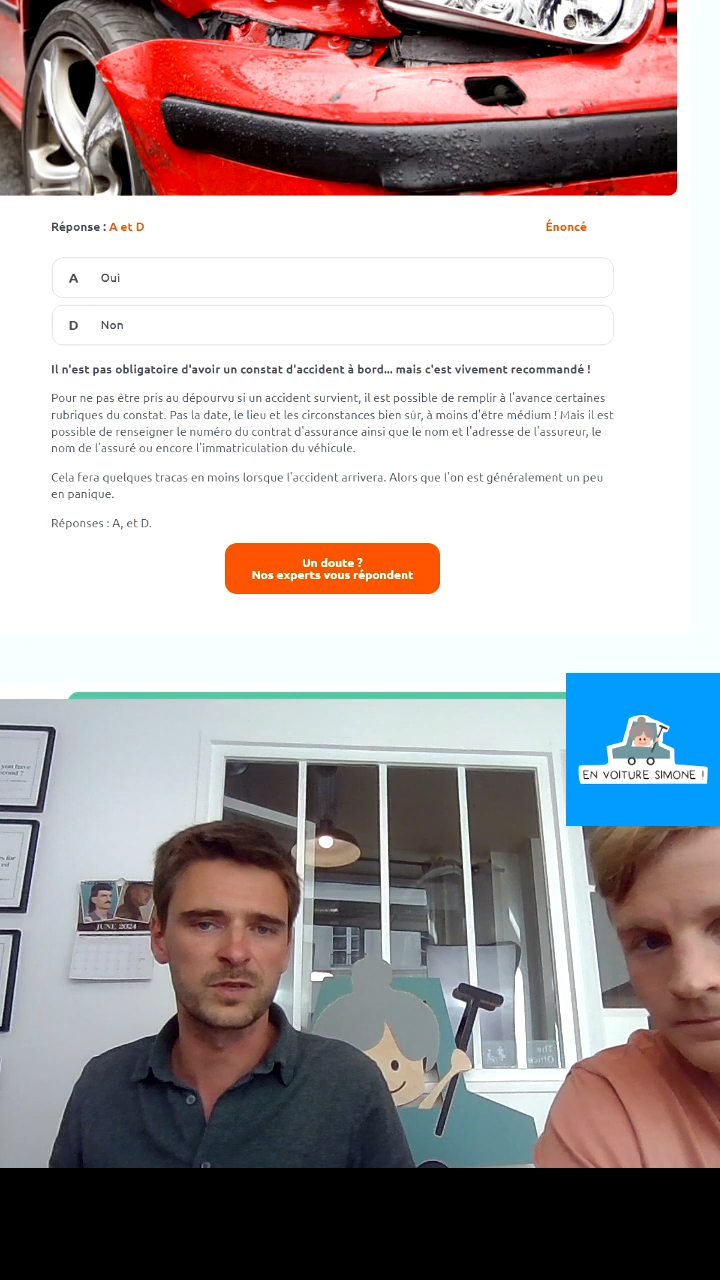 Réponse : A et D
Énoncé
A Oui
D Non
Il n'est pas obligatoire d'avoir un constat d'accident à bord... mais c'est vivement recommandé !
Pour ne pas être pris au dépourvu si un accident survient, il est possible de remplir à l'avance certaines
rubriques du constat. Pas la date, le lieu et les circonstances bien sûr, à moins d'être médium ! Mais il est
possible de renseigner le numéro du contrat d'assurance ainsi que le nom et l'adresse de l'assureur, le
nom de l'assuré ou encore l'immatriculation du véhicule.
Cela fera quelques tracas en moins lorsque l'accident arrivera. Alors que l'on est généralement un peu
en panique.
Réponses : A, et D.
Un doute ?
Nos experts vous répondent
EN VOITURE SIMONE !
you have
second ?
JUNE 2024
The
Office